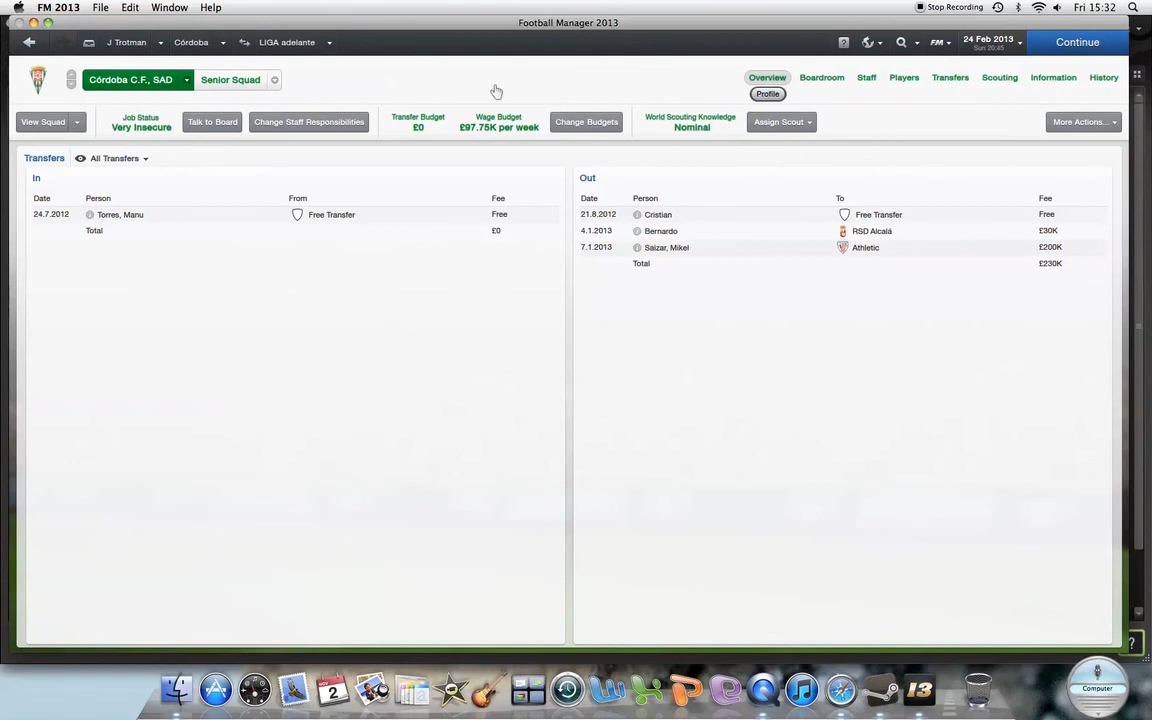 FM 2013 File Edit Window Help Stop Recording Fri 15:32
Football Manager 2013
J Trotman Córdoba LIGA adelante ? FM 24 Feb 2013 Continue
Sun 20:45
Córdoba C.F., SAD Senior Squad Overview Boardroom Staff Players Transfers Scouting Information History
Profile
View Squad Job Status Talk to Board Change Staff Responsibilities Transfer Budget Wage Budget Change Budgets World Scouting Knowledge Assign Scout More Actions...
Very Insecure £0 £97.75K per week Nominal
Transfers All Transfers
In
Date Person From Fee
24.7.2012 Torres, Manu Free Transfer Free
Total £0
Out
Date Person To Fee
21.8.2012 Cristian Free Transfer Free
4.1.2013 Bernardo RSD Alcalá £30K
7.1.2013 Saizar, Mikel Athletic £200K
Total £230K
?
NOV
2
13
Computer